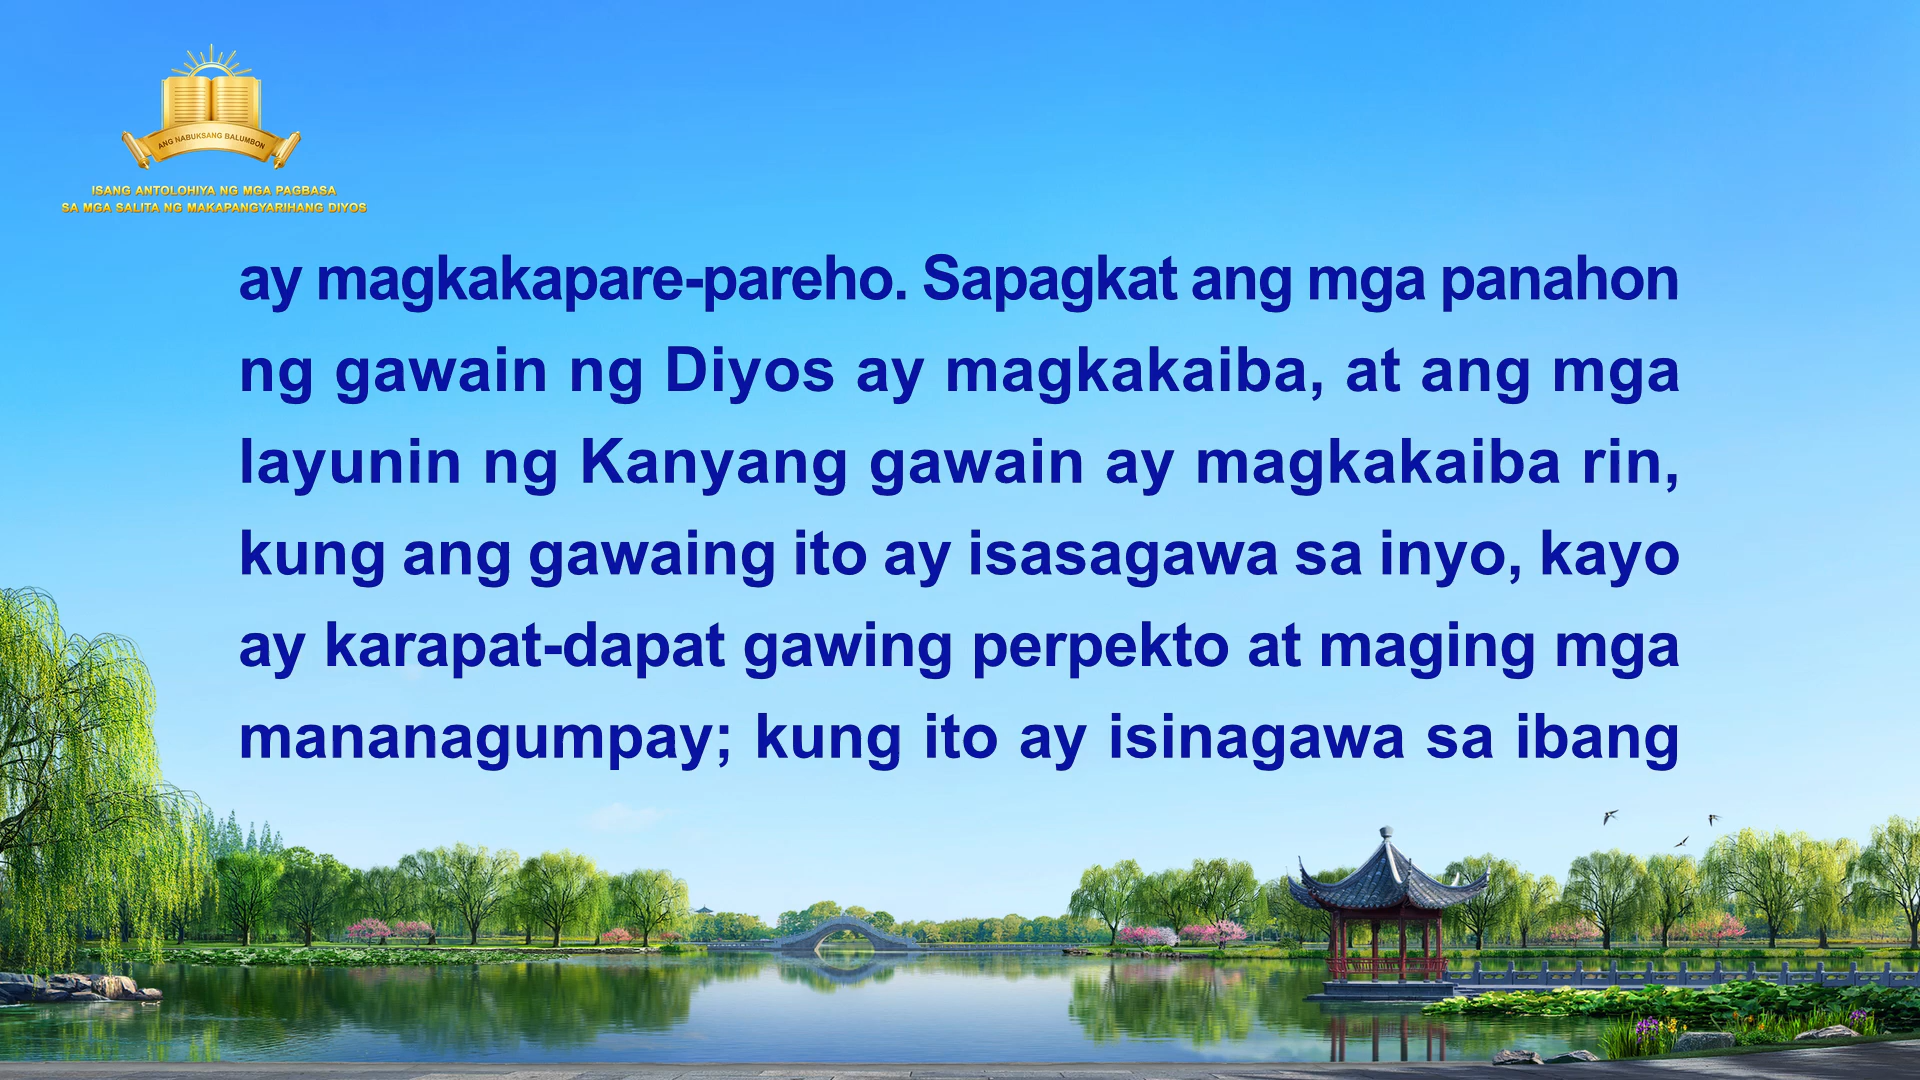 ANG NABUKSANG BALUMBON
ISANG ANTOLOHIYA NG MGA PAGBASA
SA MGA SALITA NG MAKAPANGYARIHANG DIYOS
ay magkakapare-pareho. Sapagkat ang mga panahon
ng gawain ng Diyos ay magkakaiba, at ang mga
layunin ng Kanyang gawain ay magkakaiba rin,
kung ang gawaing ito ay isasagawa sa inyo, kayo
ay karapat-dapat gawing perpekto at maging mga
mananagumpay; kung ito ay isinagawa sa ibang